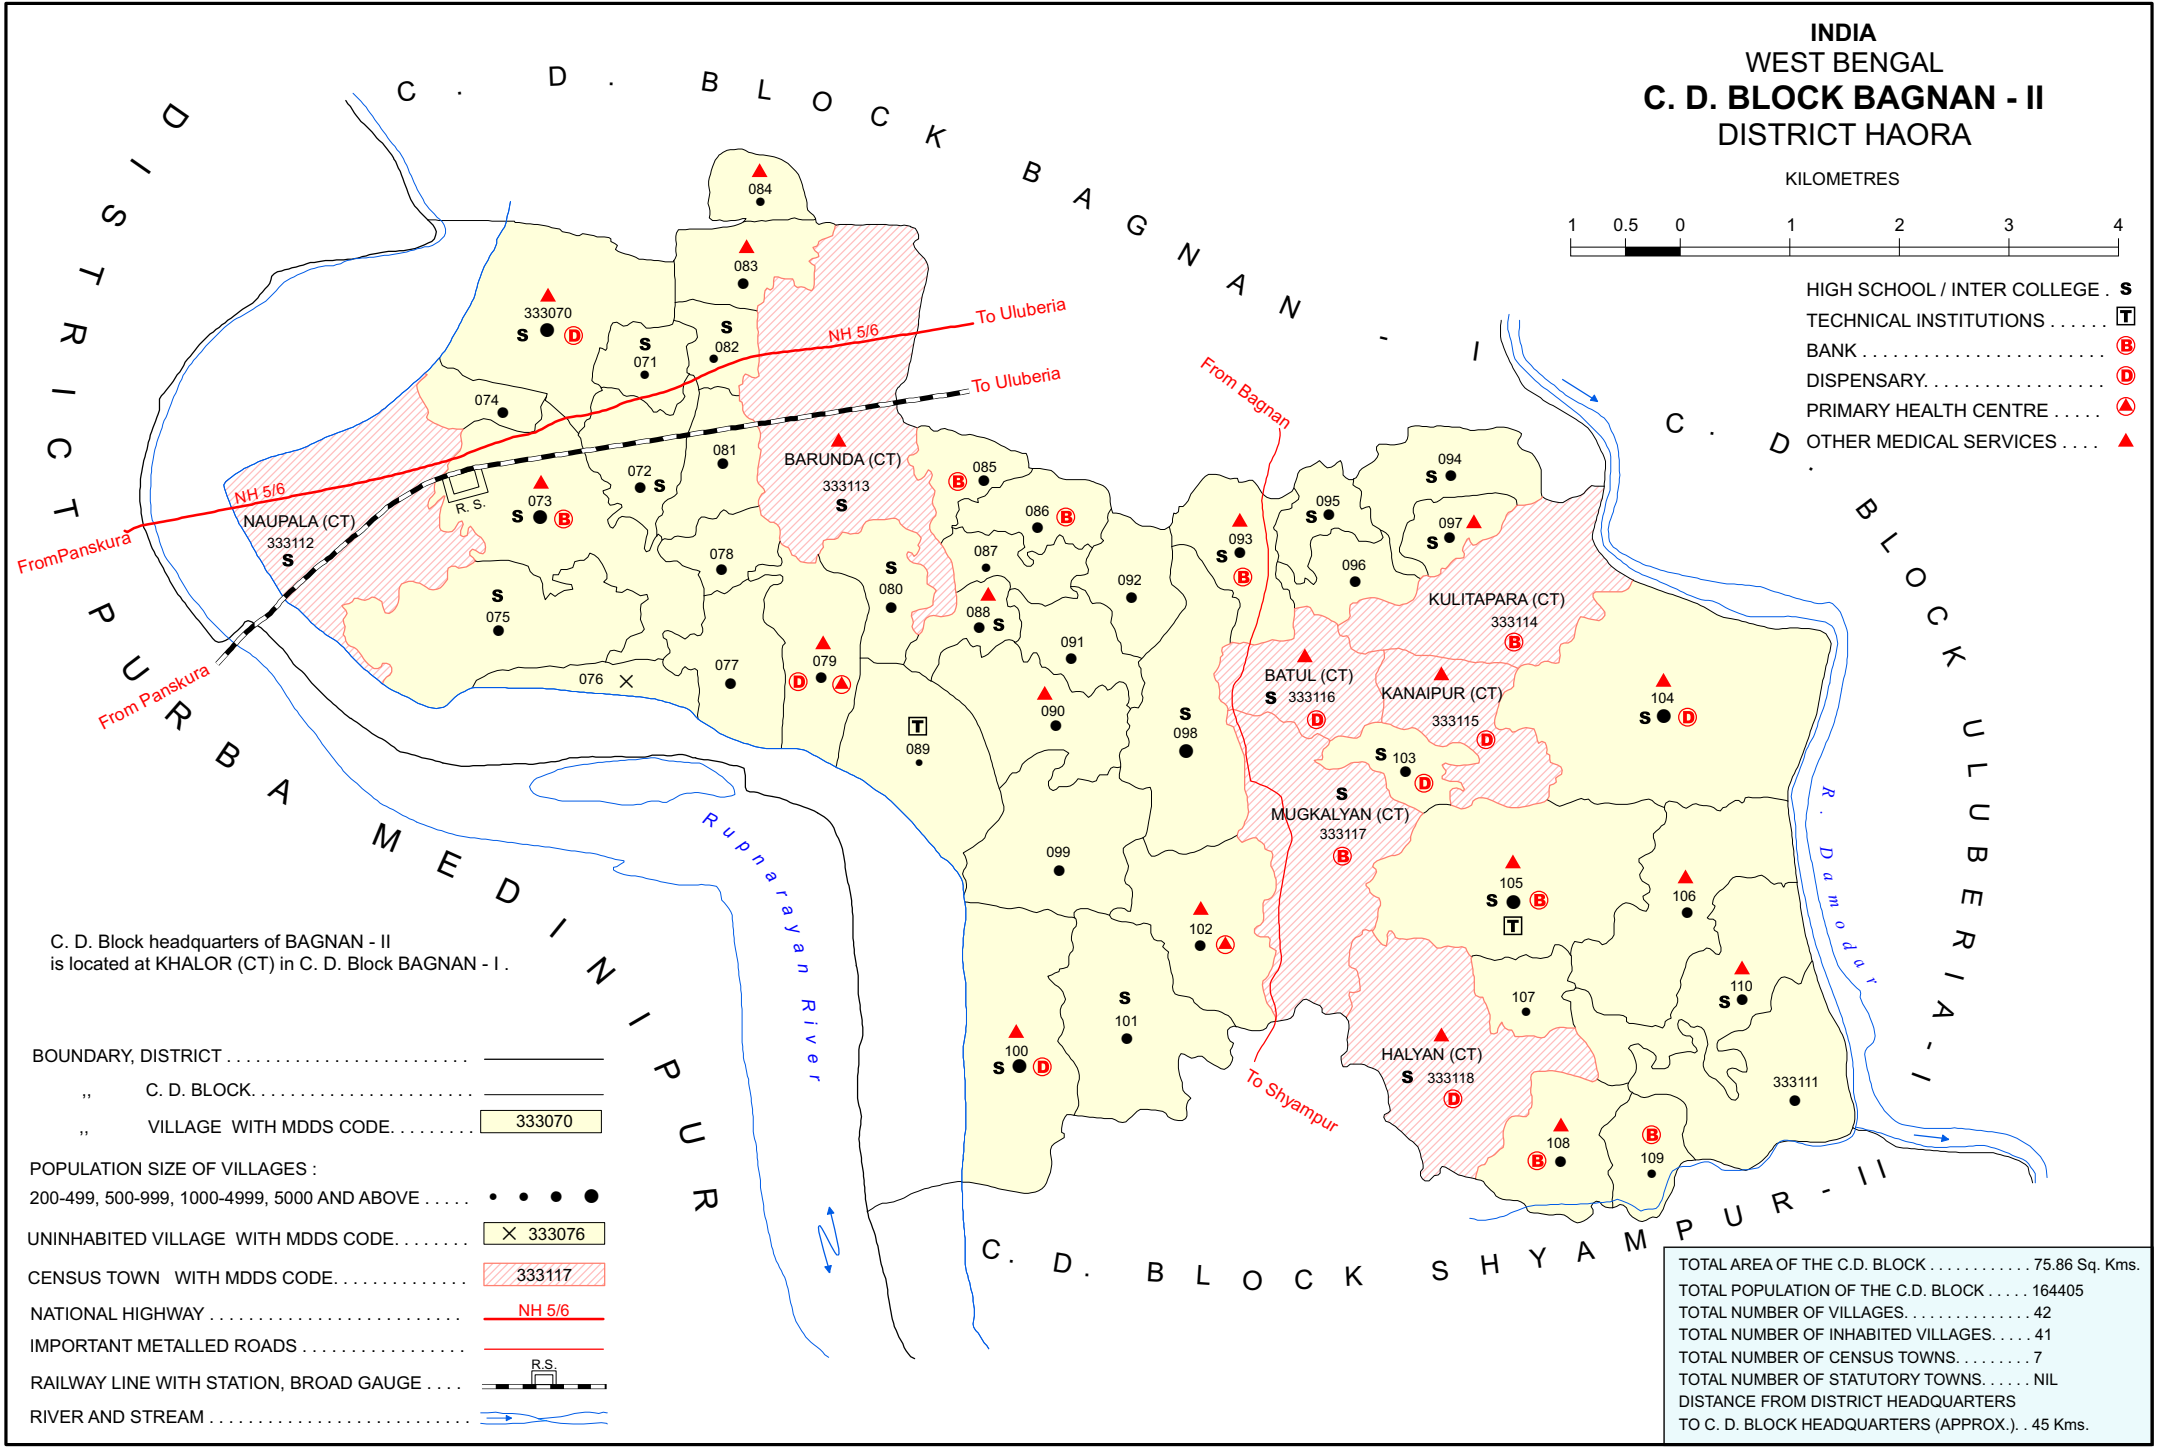 INDIA
WEST BENGAL
C. D. BLOCK BAGNAN - II
DISTRICT HAORA
KILOMETRES
1 0.5 0 1 2 3 4
HIGH SCHOOL / INTER COLLEGE . S
TECHNICAL INSTITUTIONS . . . . . . T
BANK . . . . . . . . . . . . . . . . . . . . . . . . B
DISPENSARY. . . . . . . . . . . . . . . . . . D
PRIMARY HEALTH CENTRE . . . . .
OTHER MEDICAL SERVICES . . . .
C. D. BLOCK BAGNAN - I
DISTRICT PURBA MEDINIPUR
C. D. BLOCK ULUBERIA - I
C. D. BLOCK SHYAMPUR - II
084
083
333070
S D
S
071
S
082
NH 5/6
To Uluberia
To Uluberia
From Bagnan
074
081
072 S
BARUNDA (CT)
333113
S
B 085
086 B
S 094
095
S
097
S
093
S
B
NH 5/6
R. S.
073
S B
NAUPALA (CT)
333112
S
FromPanskura
From Panskura
078
S
080
087
088
S
092
096
S
075
KULITAPARA (CT)
333114
B
091
076
077
079
D
BATUL (CT)
S 333116
D
KANAIPUR (CT)
333115
D
104
S D
090
T
089
S
098
S 103
D
S
MUGKALYAN (CT)
333117
B
099
105
S B
T
106
102
107
110
S
S
101
100
S D
HALYAN (CT)
S 333118
D
333111
108
B
B
109
To Shyampur
Rupnarayan River
R. Damodar
C. D. Block headquarters of BAGNAN - II
is located at KHALOR (CT) in C. D. Block BAGNAN - I .
BOUNDARY, DISTRICT . . . . . . . . . . . . . . . . . . . . . . . . .
,, C. D. BLOCK. . . . . . . . . . . . . . . . . . . . . . .
,, VILLAGE WITH MDDS CODE. . . . . . . . . 333070
POPULATION SIZE OF VILLAGES :
200-499, 500-999, 1000-4999, 5000 AND ABOVE . . . . .
UNINHABITED VILLAGE WITH MDDS CODE. . . . . . . . 333076
CENSUS TOWN WITH MDDS CODE. . . . . . . . . . . . . . 333117
NATIONAL HIGHWAY . . . . . . . . . . . . . . . . . . . . . . . . . . NH 5/6
IMPORTANT METALLED ROADS . . . . . . . . . . . . . . . . .
R.S.
RAILWAY LINE WITH STATION, BROAD GAUGE . . . .
RIVER AND STREAM . . . . . . . . . . . . . . . . . . . . . . . . . . .
TOTAL AREA OF THE C.D. BLOCK . . . . . . . . . . . . 75.86 Sq. Kms.
TOTAL POPULATION OF THE C.D. BLOCK . . . . . 164405
TOTAL NUMBER OF VILLAGES. . . . . . . . . . . . . . . 42
TOTAL NUMBER OF INHABITED VILLAGES. . . . . 41
TOTAL NUMBER OF CENSUS TOWNS. . . . . . . . . 7
TOTAL NUMBER OF STATUTORY TOWNS. . . . . . NIL
DISTANCE FROM DISTRICT HEADQUARTERS
TO C. D. BLOCK HEADQUARTERS (APPROX.). . 45 Kms.